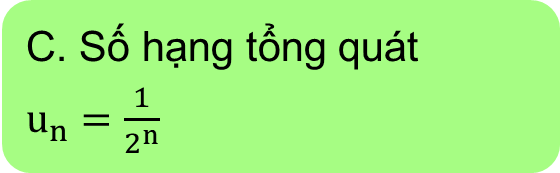 C. Số hạng tổng quát
uₙ = 1/2ⁿ